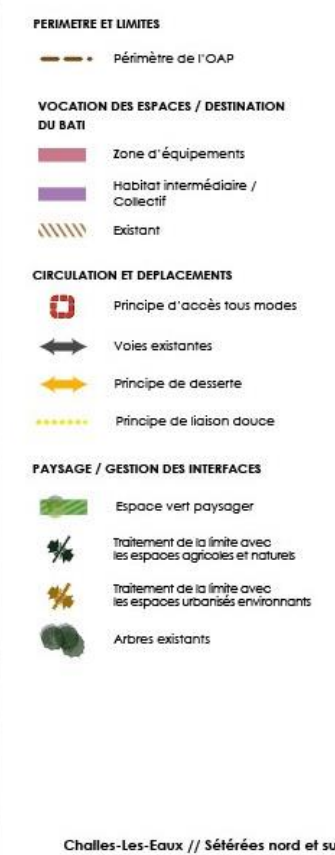 PERIMETRE ET LIMITES
Périmètre de l'OAP
VOCATION DES ESPACES / DESTINATION
DU BATI
Zone d'équipements
Habitat intermédiaire /
Collectif
Existant
CIRCULATION ET DEPLACEMENTS
Principe d'accès tous modes
Voies existantes
Principe de desserte
Principe de liaison douce
PAYSAGE / GESTION DES INTERFACES
Espace vert paysager
Traitement de la limite avec
les espaces agricoles et naturels
Traitement de la limite avec
les espaces urbanisés environnants
Arbres existants
Challes-Les-Eaux // Sétérées nord et su